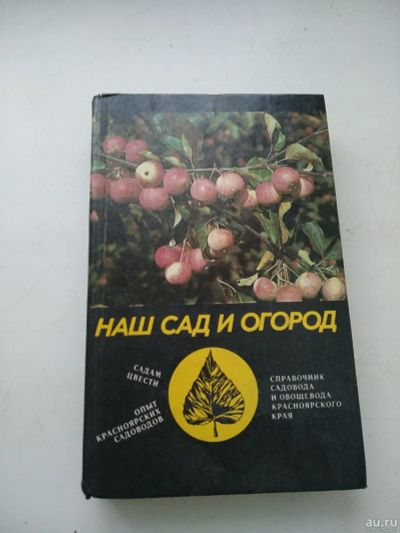 НАШ САД И ОГОРОД
САДАМ
ЦВЕСТИ
ОПЫТ
КРАСНОЯРСКИХ
САДОВОДОВ
СПРАВОЧНИК
САДОВОДА
И ОВОЩЕВОДА
КРАСНОЯРСКОГО
КРАЯ
au.ru